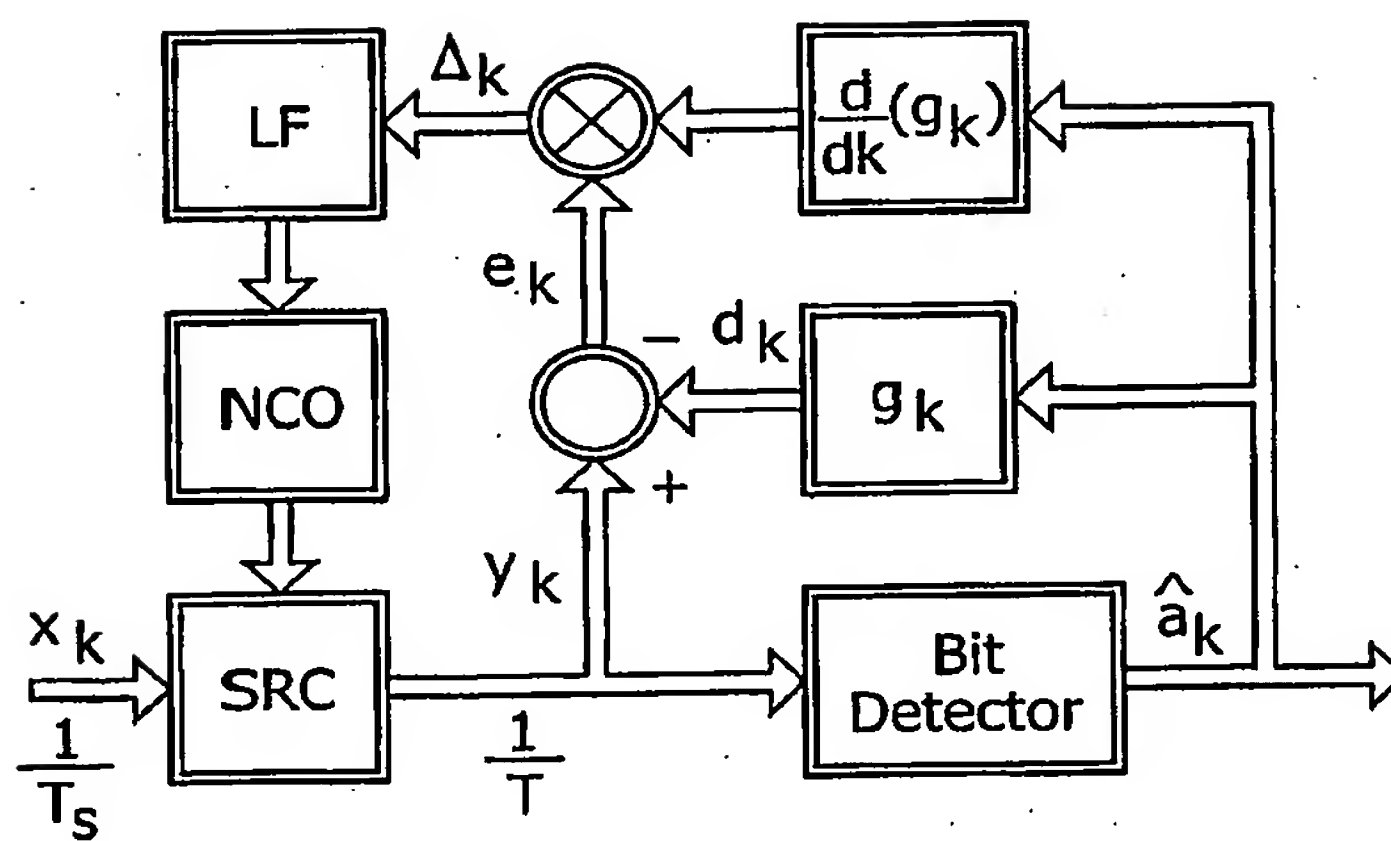 LF
Δk
d/dk (gk)
ek
NCO
− dk
gk
+
yk
xk
SRC
Bit
Detector
âk
1/Ts
1/T